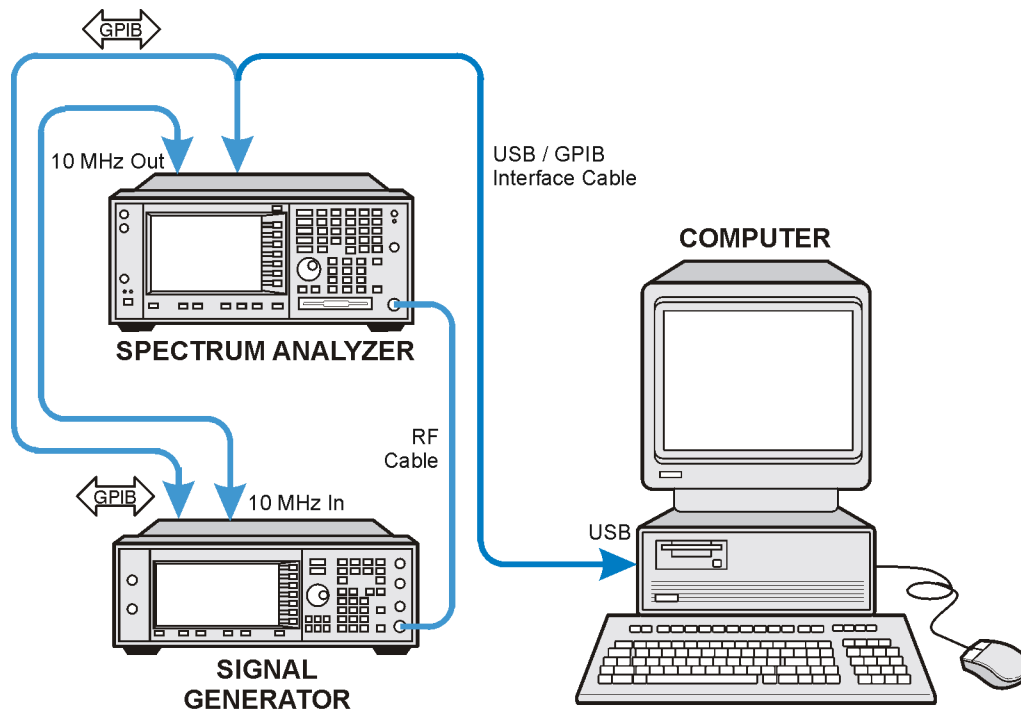 GPIB
10 MHz Out
USB / GPIB
Interface Cable
COMPUTER
SPECTRUM ANALYZER
RF
Cable
GPIB
10 MHz In
USB
SIGNAL
GENERATOR